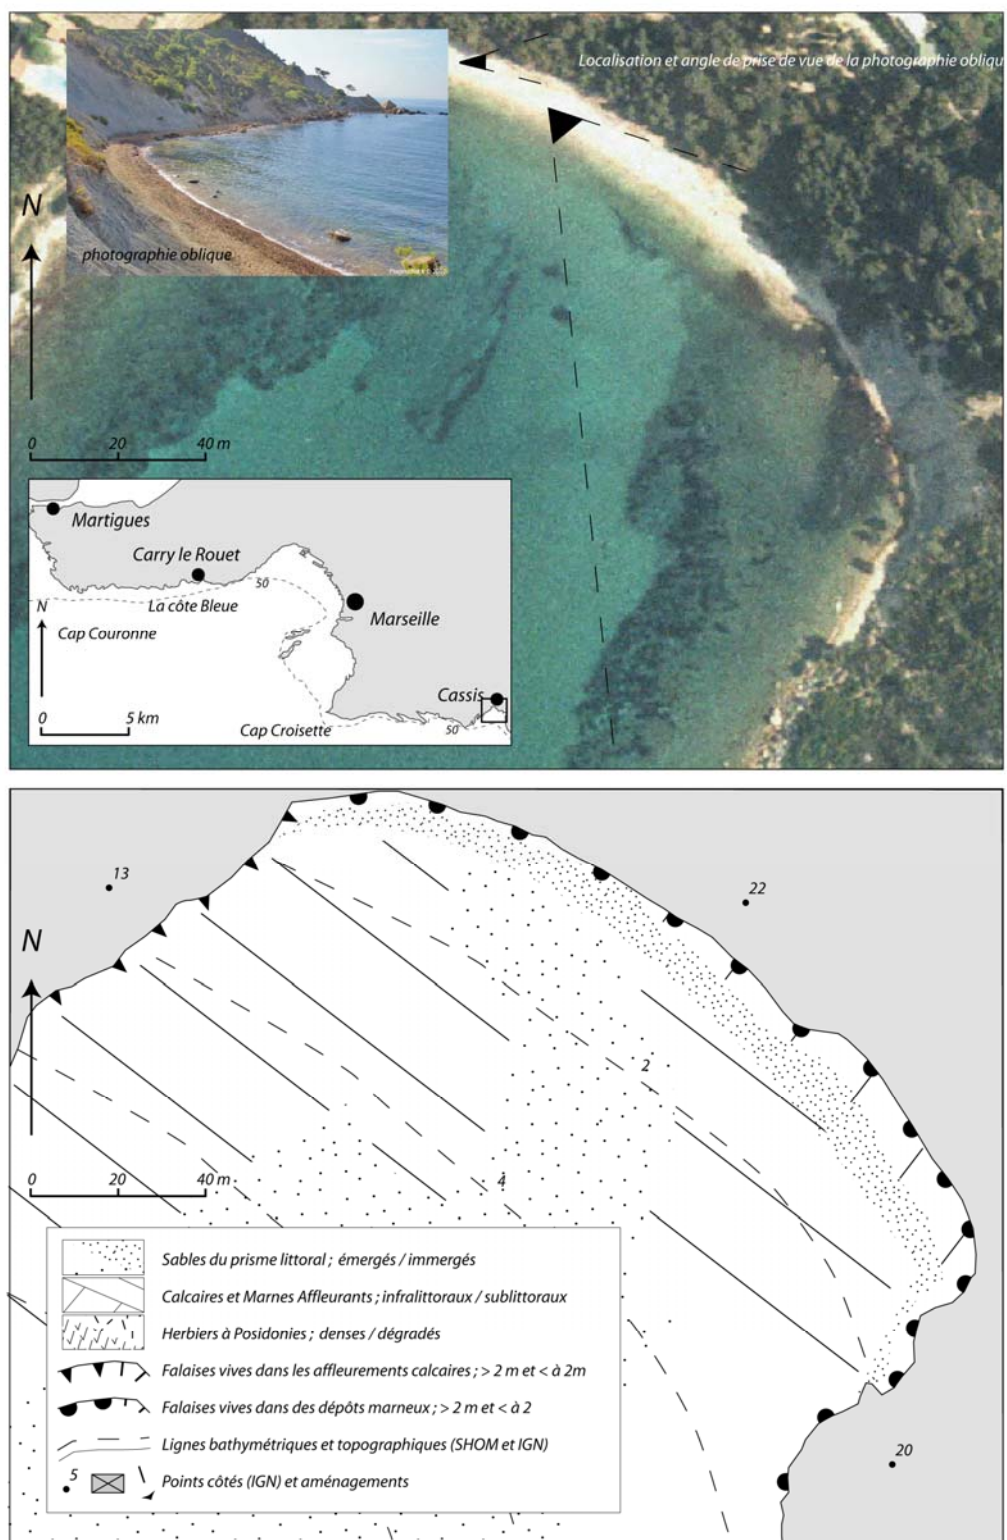 Localisation et angle de prise de vue de la photographie obliqu
N
photographie oblique
0 20 40 m
Martigues
Carry le Rouet
50
La côte Bleue
N
Marseille
Cap Couronne
Cassis
0 5 km
Cap Croisette
50
13
22
N
2
4
0 20 40 m
Sables du prisme littoral ; émergés / immergés
Calcaires et Marnes Affleurants ; infralittoraux / sublittoraux
Herbiers à Posidonies ; denses / dégradés
Falaises vives dans les affleurements calcaires ; > 2 m et < à 2m
Falaises vives dans des dépôts marneux ; > 2 m et < à 2
Lignes bathymétriques et topographiques (SHOM et IGN)
5 Points côtés (IGN) et aménagements
20